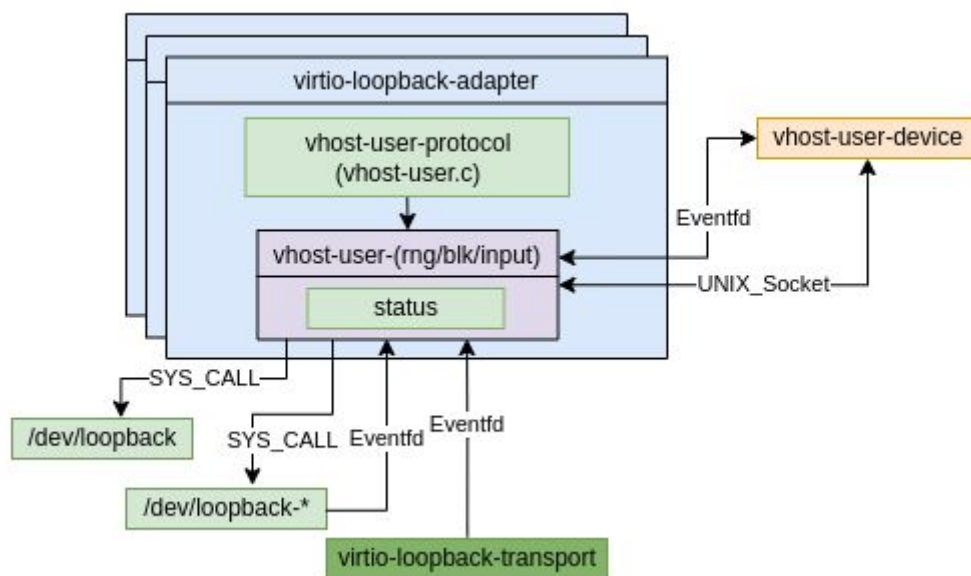 virtio-loopback-adapter
vhost-user-protocol
(vhost-user.c)
vhost-user-device
Eventfd
vhost-user-(rng/blk/input)
UNIX_Socket
status
SYS_CALL
/dev/loopback
SYS_CALL
Eventfd
Eventfd
/dev/loopback-*
virtio-loopback-transport